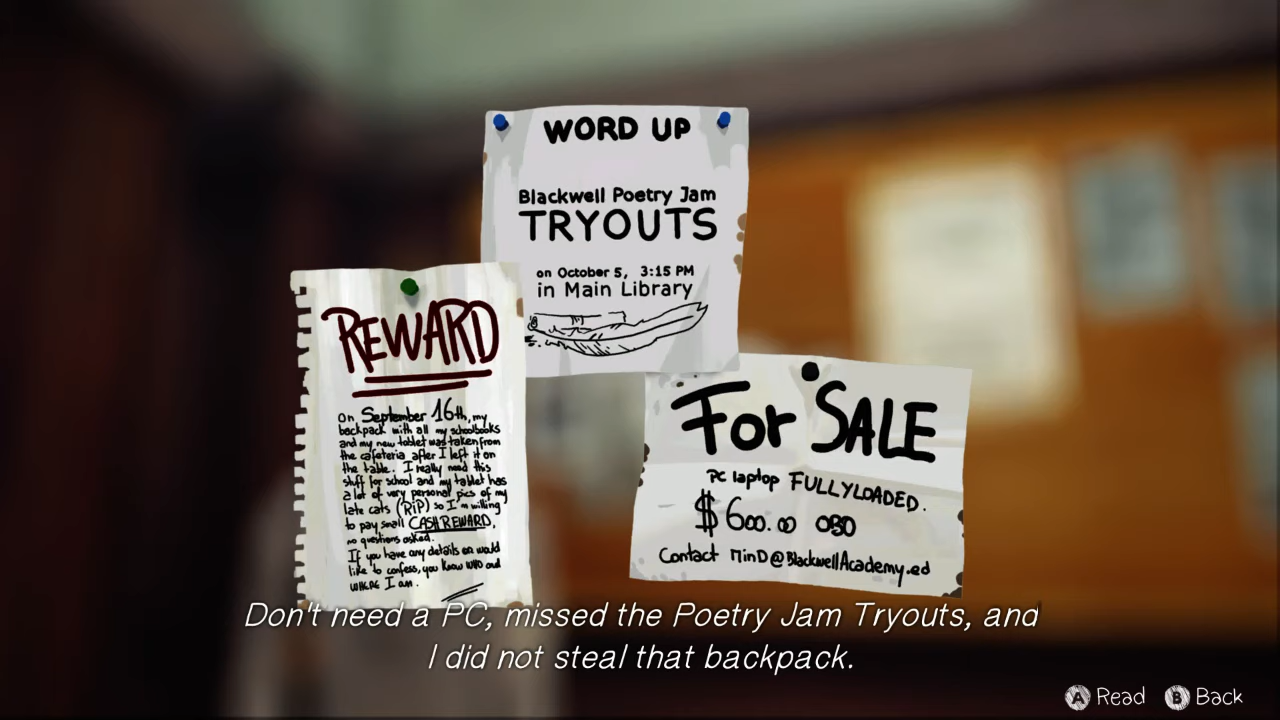 WORD UP
Blackwell Poetry Jam
TRYOUTS
on October 5, 3:15 PM
in Main Library
REWARD
On September 16th, my
backpack with all my schoolbooks
and my new tablet was taken from
the cafeteria after I left it on
the table. I really need this
stuff for school and my tablet has
a lot of very personal pics of my
late cats (RIP) so I'm willing
to pay small CASH REWARD,
no questions asked.
If you have any details or would
like to confess, you know WHO and
WHERE I am.
For SALE
PC laptop FULLYLOADED.
$600.00 OBO
Contact MinD@BlackwellAcademy.ed
Don't need a PC, missed the Poetry Jam Tryouts, and
I did not steal that backpack.
A Read B Back